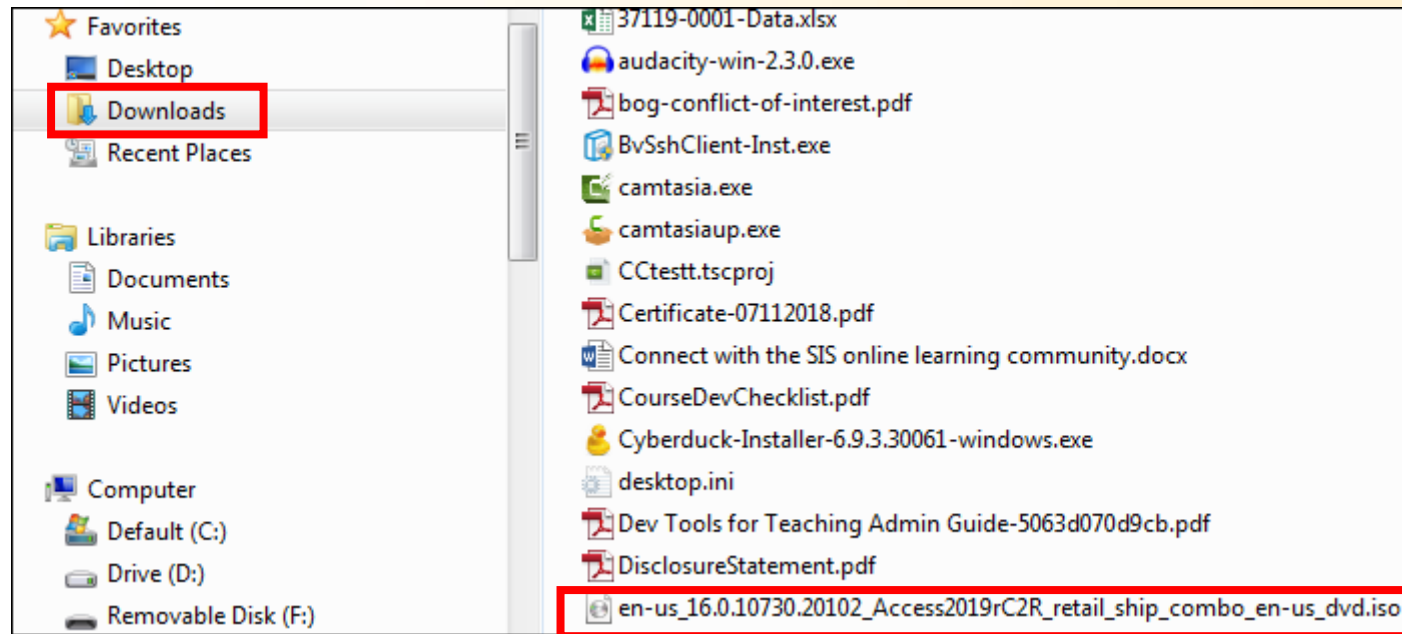 Favorites
Desktop
Downloads
Recent Places
Libraries
Documents
Music
Pictures
Videos
Computer
Default (C:)
Drive (D:)
Removable Disk (F:)
37119-0001-Data.xlsx
audacity-win-2.3.0.exe
bog-conflict-of-interest.pdf
BvSshClient-Inst.exe
camtasia.exe
camtasiaup.exe
CCtestt.tscproj
Certificate-07112018.pdf
Connect with the SIS online learning community.docx
CourseDevChecklist.pdf
Cyberduck-Installer-6.9.3.30061-windows.exe
desktop.ini
Dev Tools for Teaching Admin Guide-5063d070d9cb.pdf
DisclosureStatement.pdf
en-us_16.0.10730.20102_Access2019rC2R_retail_ship_combo_en-us_dvd.iso